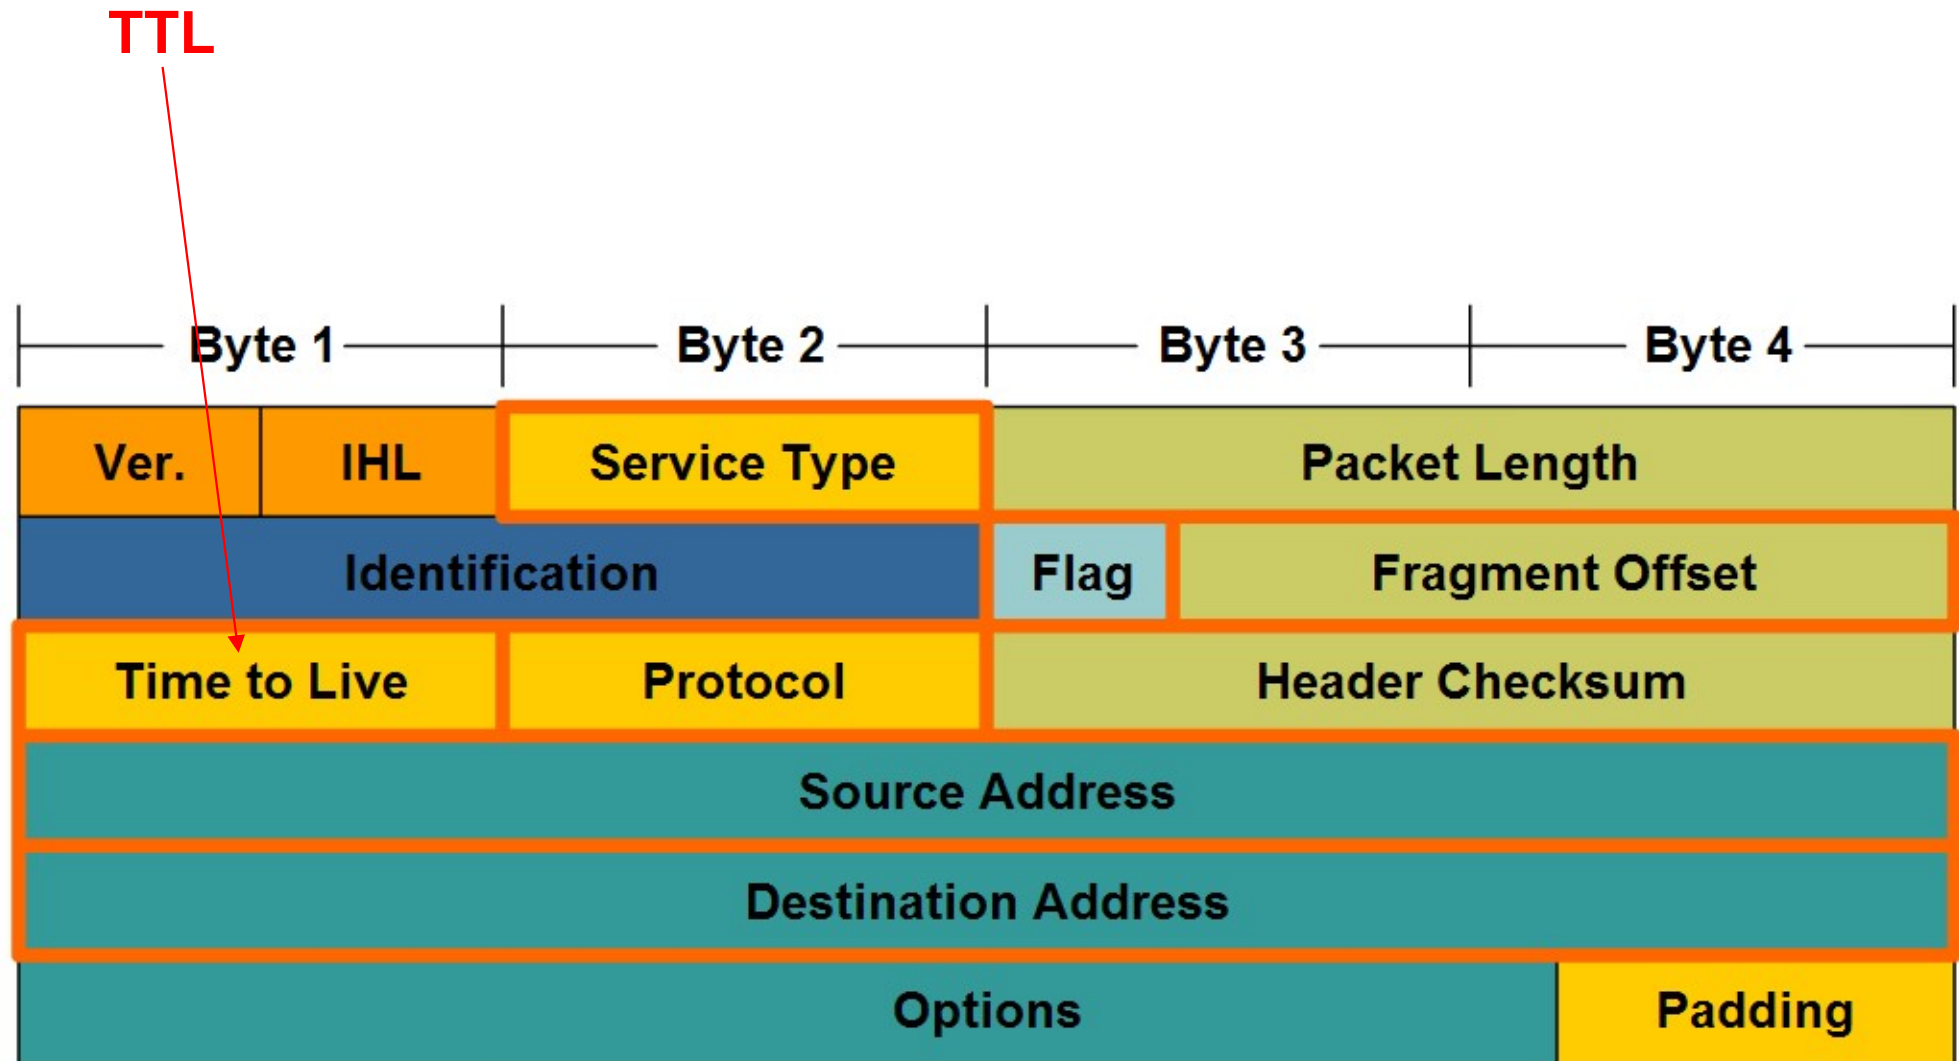 TTL
Byte 1 Byte 2 Byte 3 Byte 4
Ver. IHL Service Type Packet Length
Identification Flag Fragment Offset
Time to Live Protocol Header Checksum
Source Address
Destination Address
Options Padding